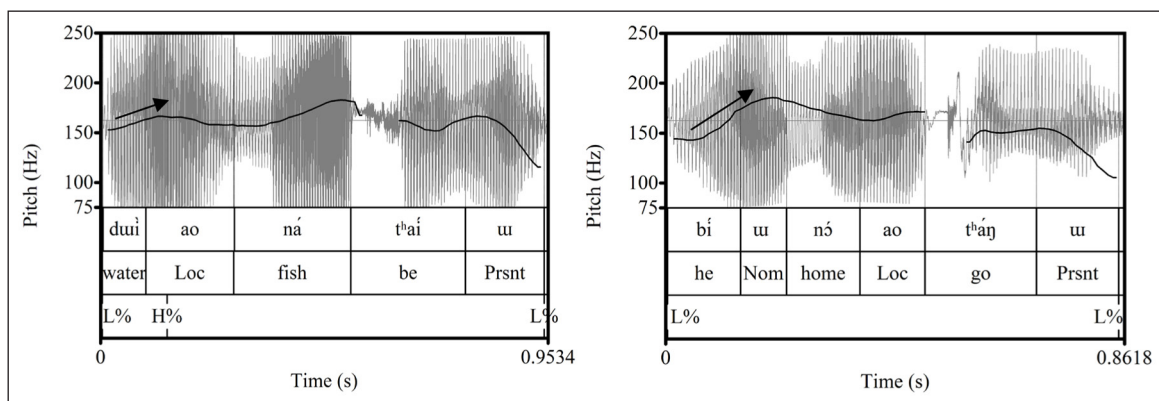 250
200
150
100
75
Pitch (Hz)
dɯì ao ná tʰaí ɯ
water Loc fish be Prsnt
L% H% L%
0 0.9534
Time (s)
250
200
150
100
75
Pitch (Hz)
bí ɯ nɔ́ ao tʰáŋ ɯ
he Nom home Loc go Prsnt
L% L%
0 0.8618
Time (s)